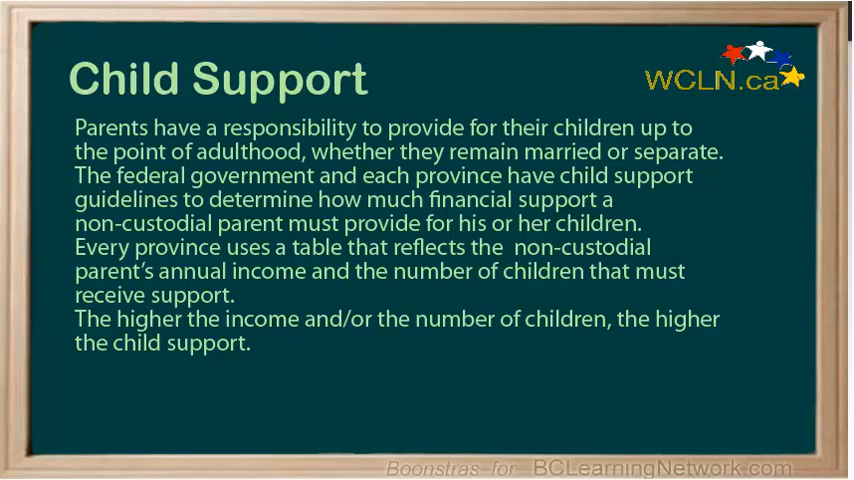 Child Support
WCLN.ca
Parents have a responsibility to provide for their children up to
the point of adulthood, whether they remain married or separate.
The federal government and each province have child support
guidelines to determine how much financial support a
non-custodial parent must provide for his or her children.
Every province uses a table that reflects the  non-custodial
parent's annual income and the number of children that must
receive support.
The higher the income and/or the number of children, the higher
the child support.
Boonstras for BCLearningNetwork.com